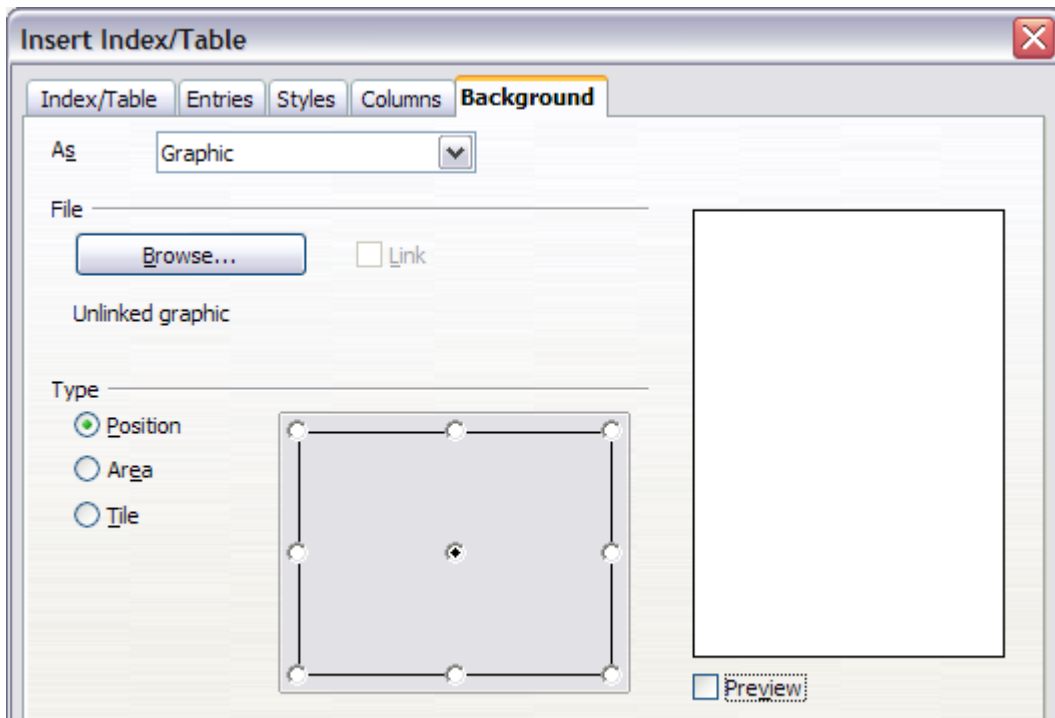 Insert Index/Table
Index/Table Entries Styles Columns Background
As Graphic
File
Browse... Link
Unlinked graphic
Type
Position
Area
Tile
Preview